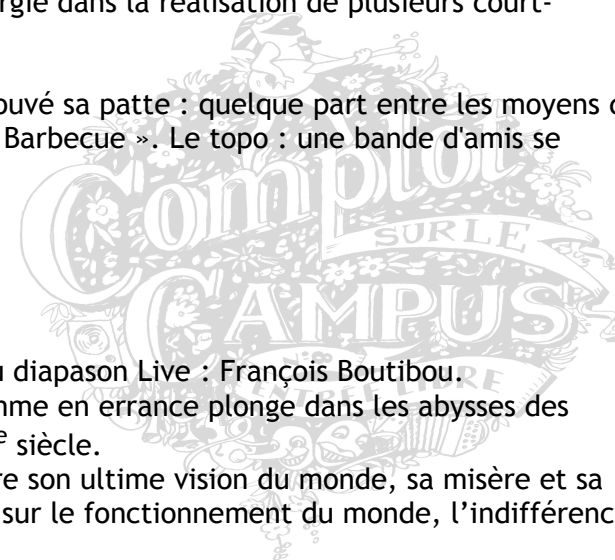 rgie dans la réalisation de plusieurs court-
ouvé sa patte : quelque part entre les moyens
Barbecue ». Le topo : une bande d'amis se
Complot
SUR LE
CAMPUS
ENTRÉE LIBRE
diapason Live : François Boutibou.
mme en errance plonge dans les abysses des
e siècle.
re son ultime vision du monde, sa misère et sa
sur le fonctionnement du monde, l’indifférenc